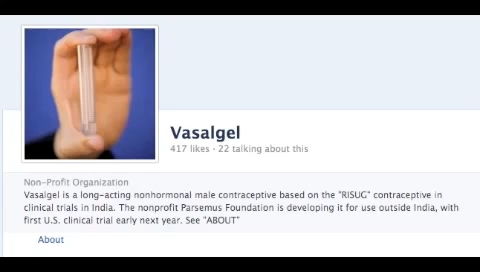 Vasalgel
417 likes · 22 talking about this
Non-Profit Organization
Vasalgel is a long-acting nonhormonal male contraceptive based on the "RISUG" contraceptive in
clinical trials in India. The nonprofit Parsemus Foundation is developing it for use outside India, with
first U.S. clinical trial early next year. See "ABOUT"
About